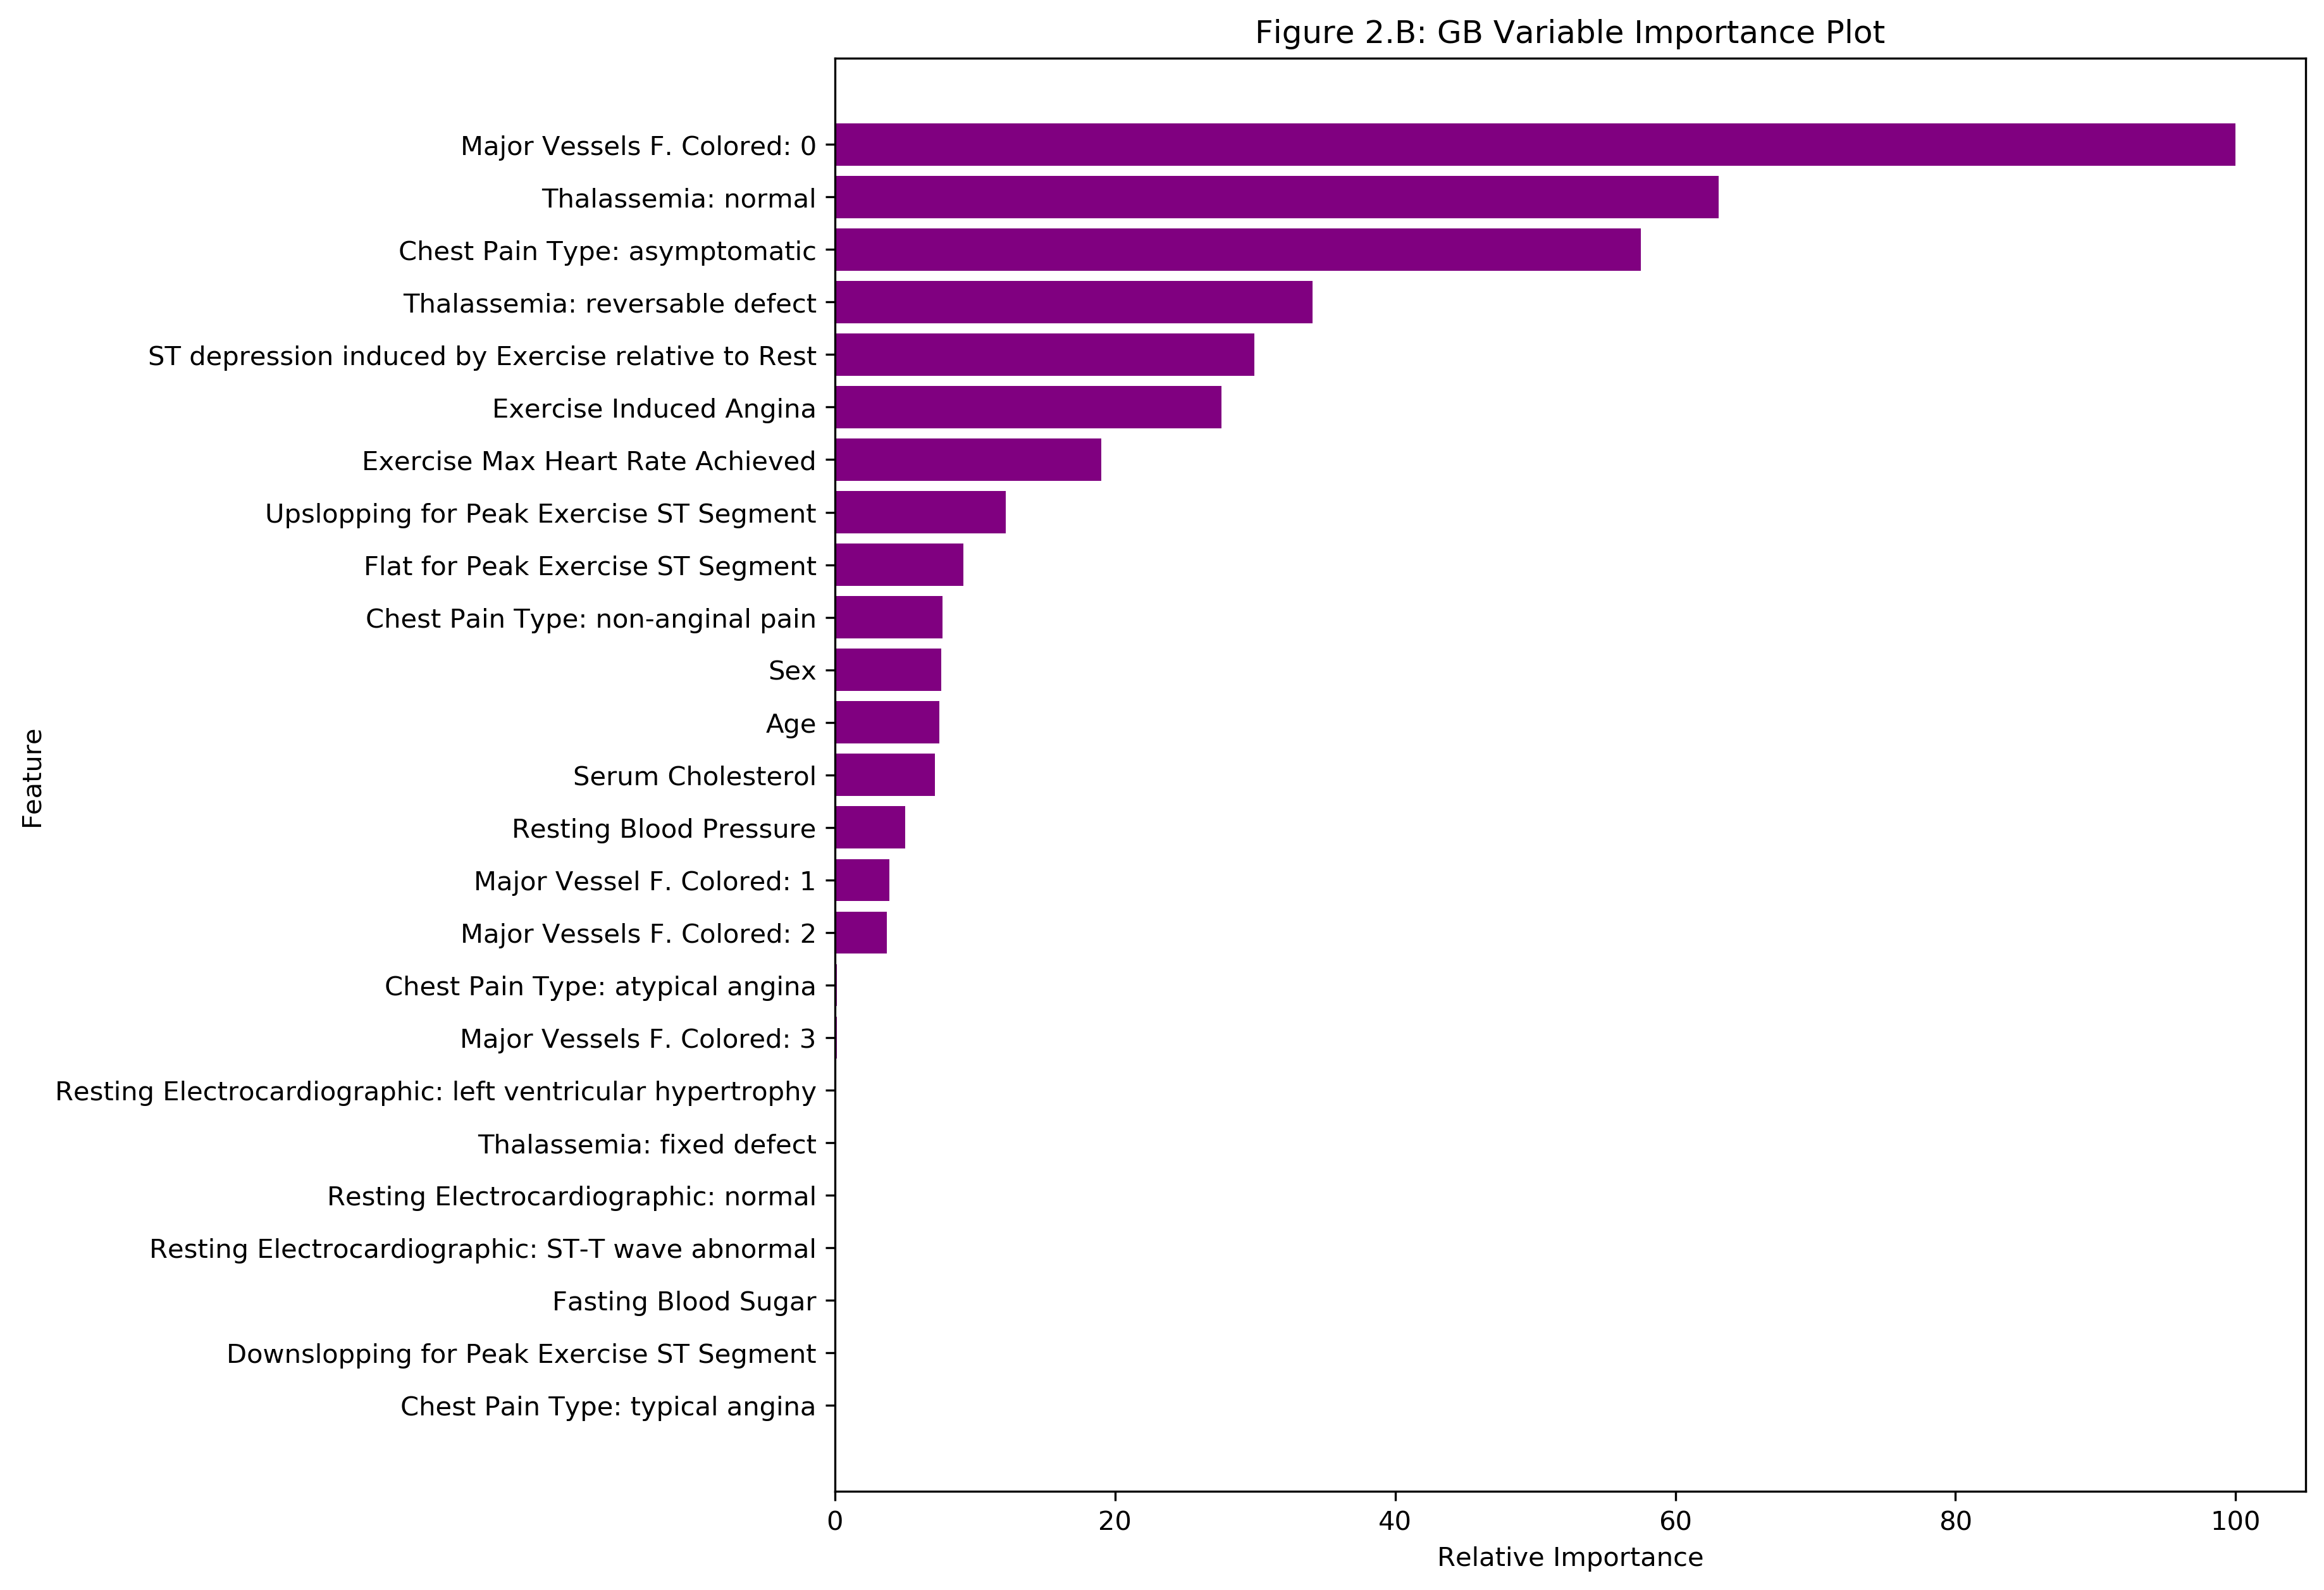 Figure 2.B: GB Variable Importance Plot
Major Vessels F. Colored: 0
Thalassemia: normal
Chest Pain Type: asymptomatic
Thalassemia: reversable defect
ST depression induced by Exercise relative to Rest
Exercise Induced Angina
Exercise Max Heart Rate Achieved
Upslopping for Peak Exercise ST Segment
Flat for Peak Exercise ST Segment
Chest Pain Type: non-anginal pain
Sex
Age
Serum Cholesterol
Resting Blood Pressure
Major Vessel F. Colored: 1
Major Vessels F. Colored: 2
Chest Pain Type: atypical angina
Major Vessels F. Colored: 3
Resting Electrocardiographic: left ventricular hypertrophy
Thalassemia: fixed defect
Resting Electrocardiographic: normal
Resting Electrocardiographic: ST-T wave abnormal
Fasting Blood Sugar
Downslopping for Peak Exercise ST Segment
Chest Pain Type: typical angina
Feature
0 20 40 60 80 100
Relative Importance